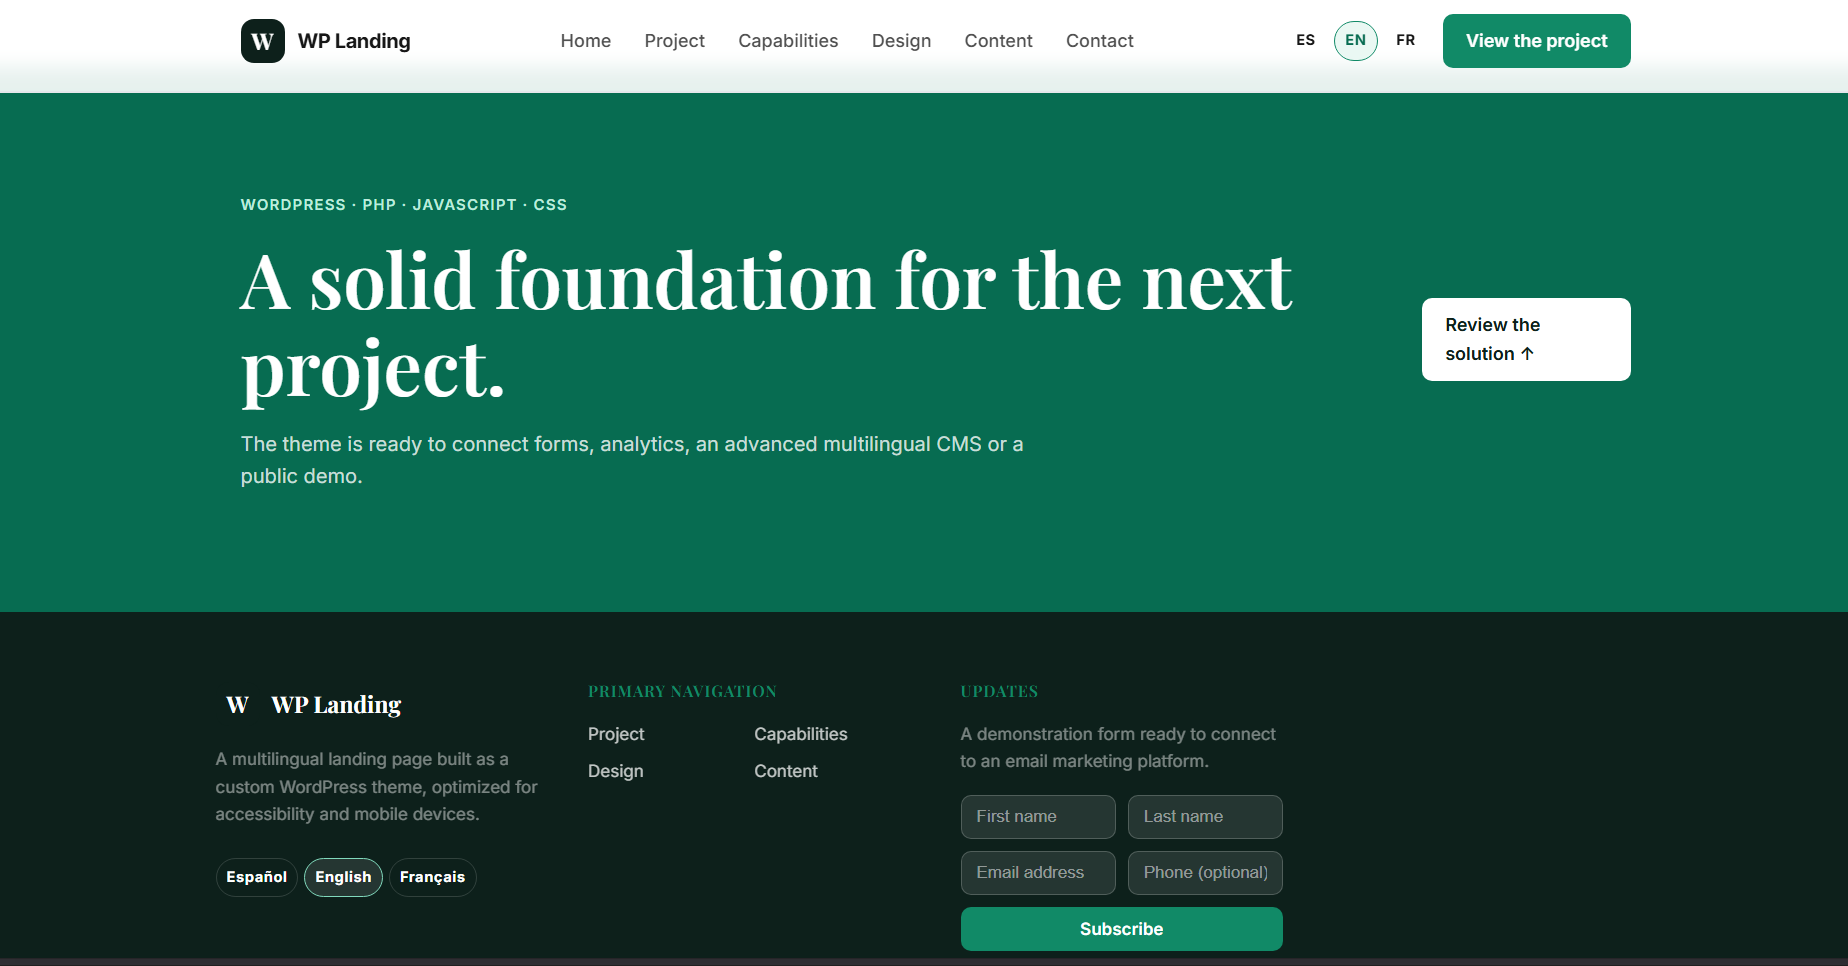 W WP Landing
Home Project Capabilities Design Content Contact
ES EN FR
View the project
WORDPRESS · PHP · JAVASCRIPT · CSS
A solid foundation for the next
project.
The theme is ready to connect forms, analytics, an advanced multilingual CMS or a
public demo.
Review the
solution ↑
W WP Landing
A multilingual landing page built as a
custom WordPress theme, optimized for
accessibility and mobile devices.
Español English Français
PRIMARY NAVIGATION
Project Capabilities
Design Content
UPDATES
A demonstration form ready to connect
to an email marketing platform.
First name Last name
Email address Phone (optional)
Subscribe